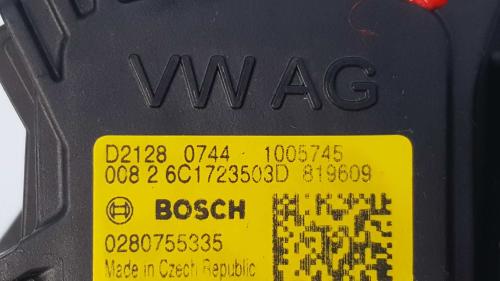 VW AG
D2128 0744 1005745
008 2 6C1723503D 819609
BOSCH
0280755335
Made in Czech Republic